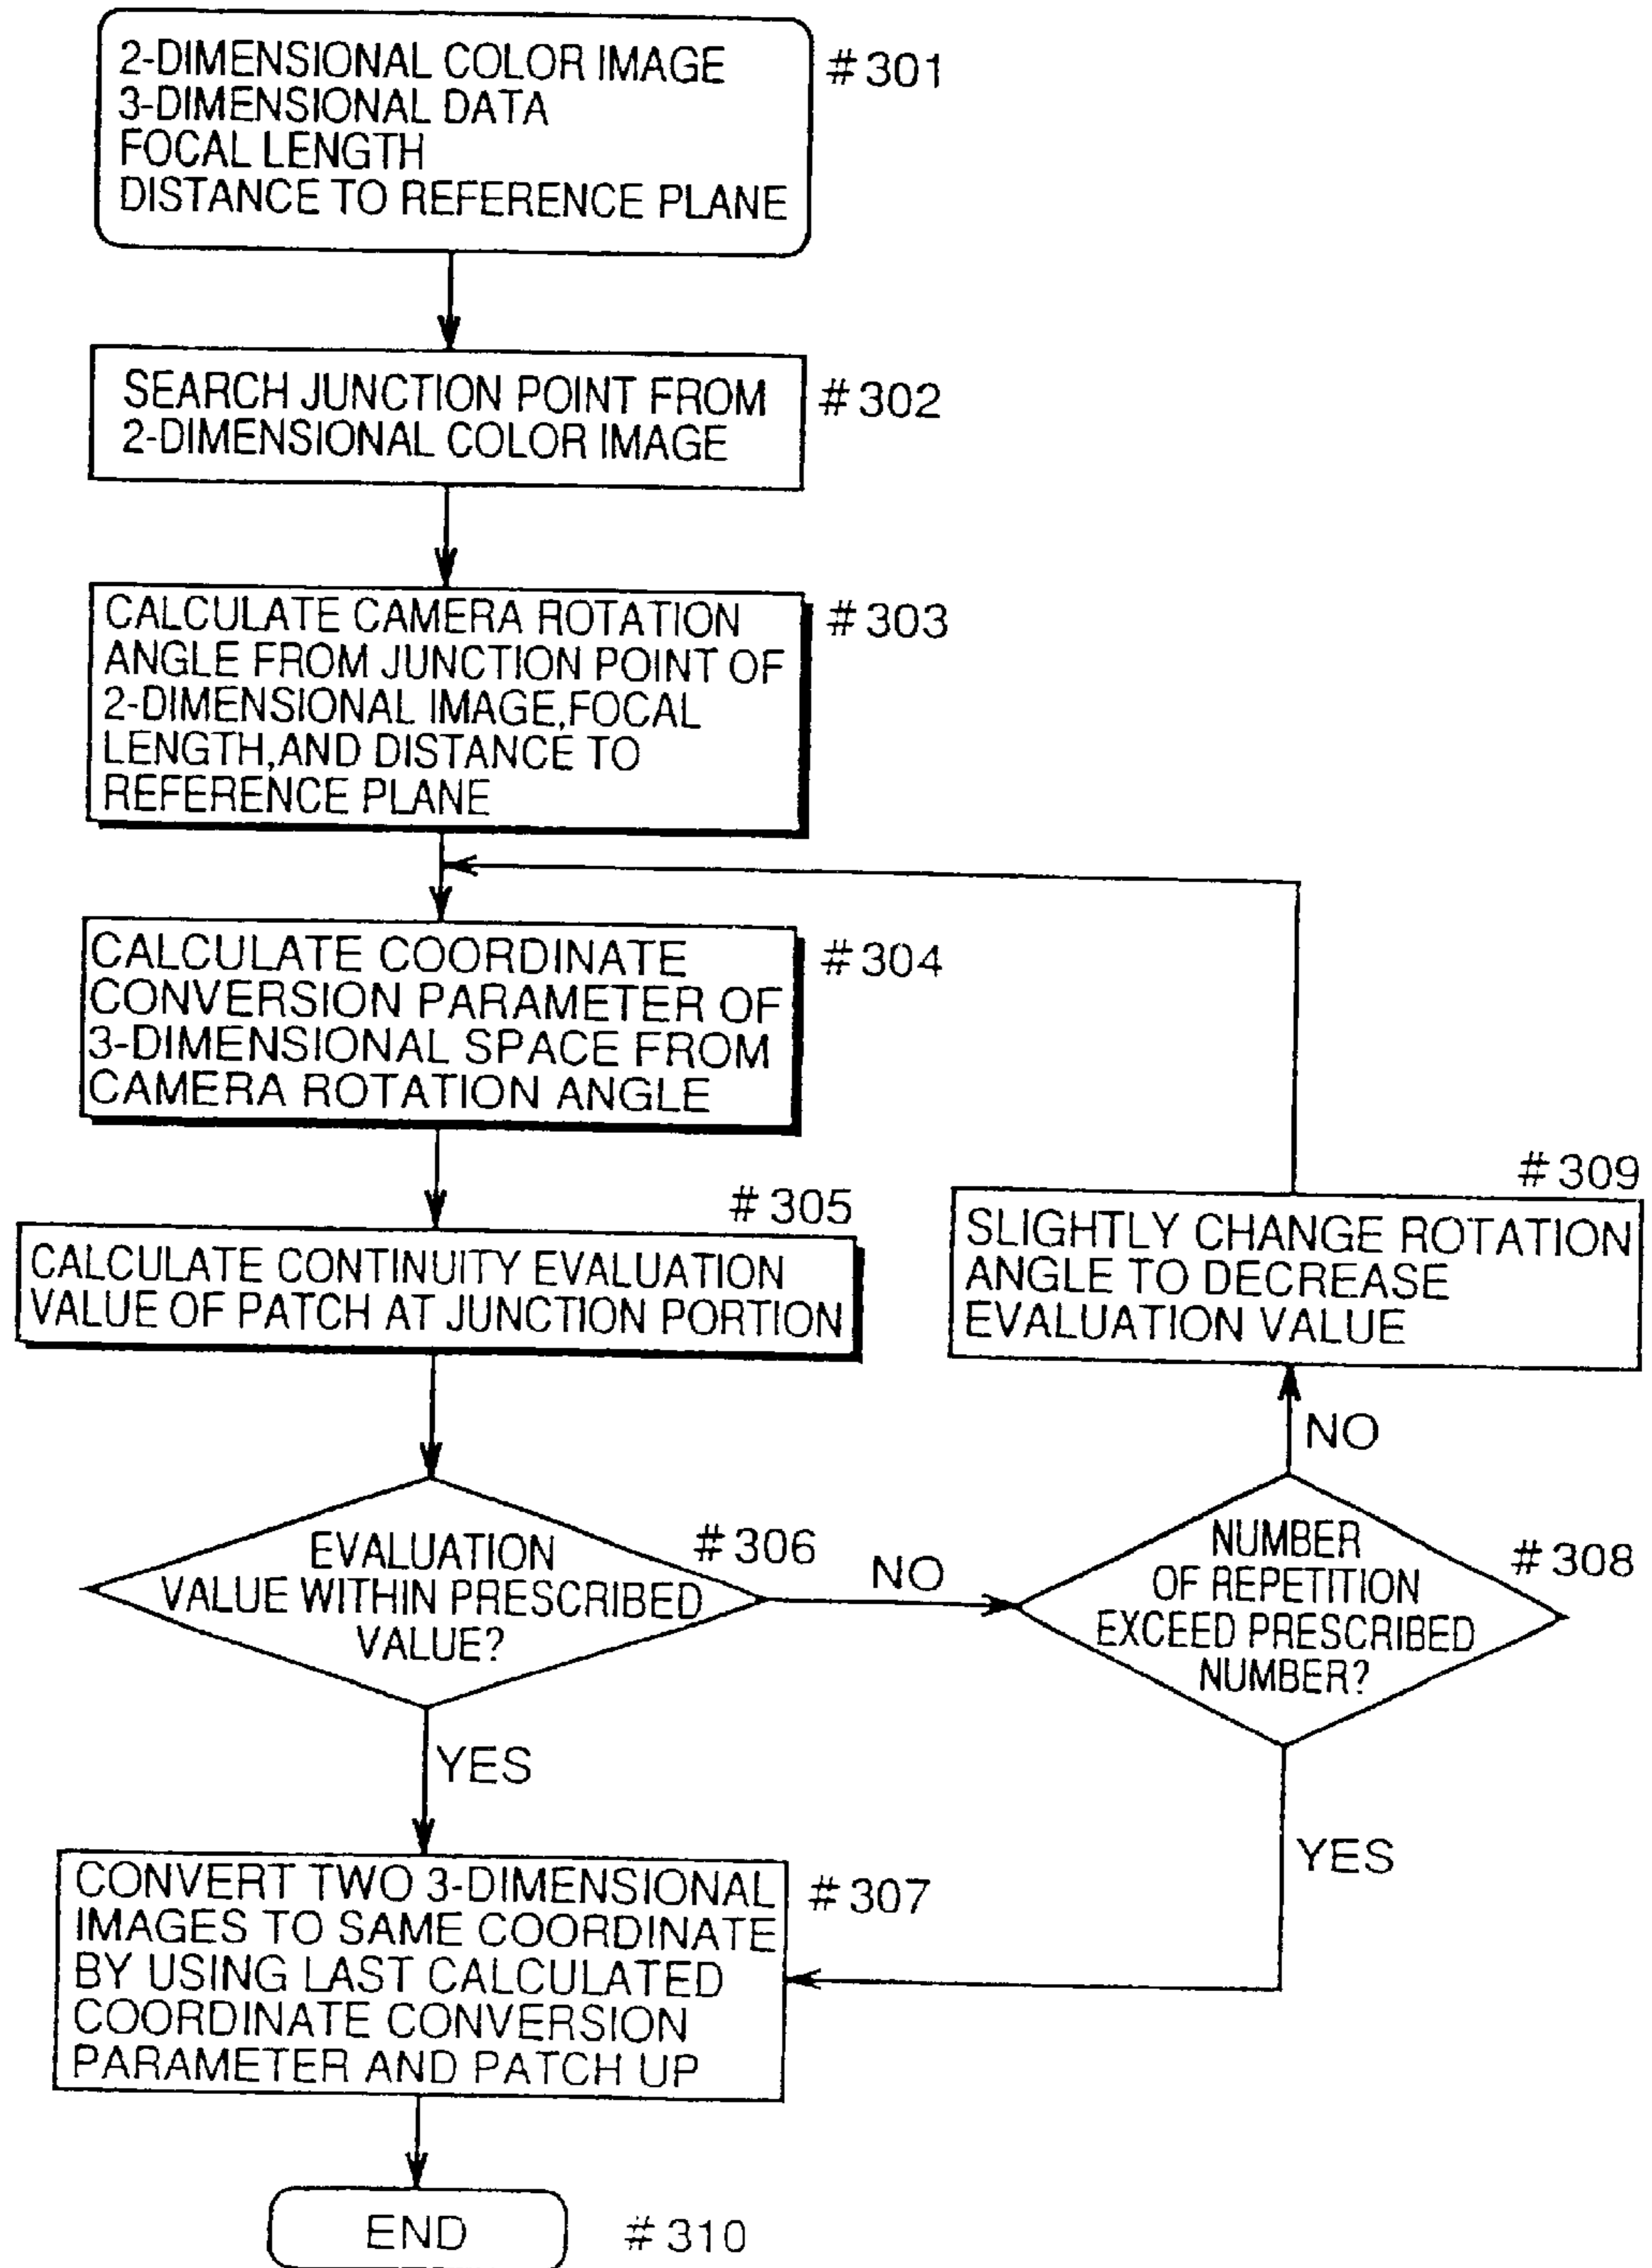 2-DIMENSIONAL COLOR IMAGE
3-DIMENSIONAL DATA
FOCAL LENGTH
DISTANCE TO REFERENCE PLANE
#301
SEARCH JUNCTION POINT FROM
2-DIMENSIONAL COLOR IMAGE
#302
CALCULATE CAMERA ROTATION
ANGLE FROM JUNCTION POINT OF
2-DIMENSIONAL IMAGE,FOCAL
LENGTH,AND DISTANCE TO
REFERENCE PLANE
#303
CALCULATE COORDINATE
CONVERSION PARAMETER OF
3-DIMENSIONAL SPACE FROM
CAMERA ROTATION ANGLE
#304
#305
CALCULATE CONTINUITY EVALUATION
VALUE OF PATCH AT JUNCTION PORTION
#309
SLIGHTLY CHANGE ROTATION
ANGLE TO DECREASE
EVALUATION VALUE
NO
EVALUATION
VALUE WITHIN PRESCRIBED
VALUE?
#306
NO
NUMBER
OF REPETITION
EXCEED PRESCRIBED
NUMBER?
#308
YES
YES
CONVERT TWO 3-DIMENSIONAL
IMAGES TO SAME COORDINATE
BY USING LAST CALCULATED
COORDINATE CONVERSION
PARAMETER AND PATCH UP
#307
END
#310